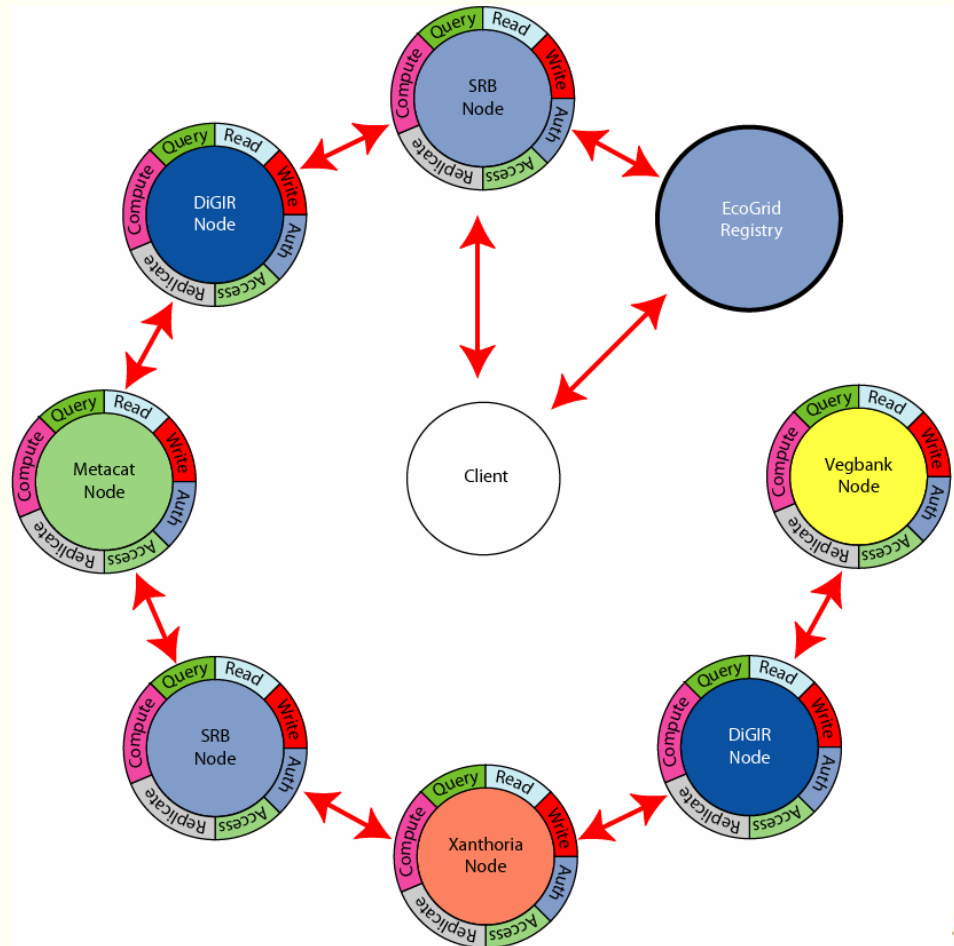 Query
Read
Write
Auth
Access
Replicate
Compute
SRB
Node
Query
Read
Write
Auth
Access
Replicate
Compute
DiGIR
Node
EcoGrid
Registry
Query
Read
Write
Auth
Access
Replicate
Compute
Metacat
Node
Client
Query
Read
Write
Auth
Access
Replicate
Compute
Vegbank
Node
Query
Read
Write
Auth
Access
Replicate
Compute
SRB
Node
Query
Read
Write
Auth
Access
Replicate
Compute
Xanthoria
Node
Query
Read
Write
Auth
Access
Replicate
Compute
DiGIR
Node